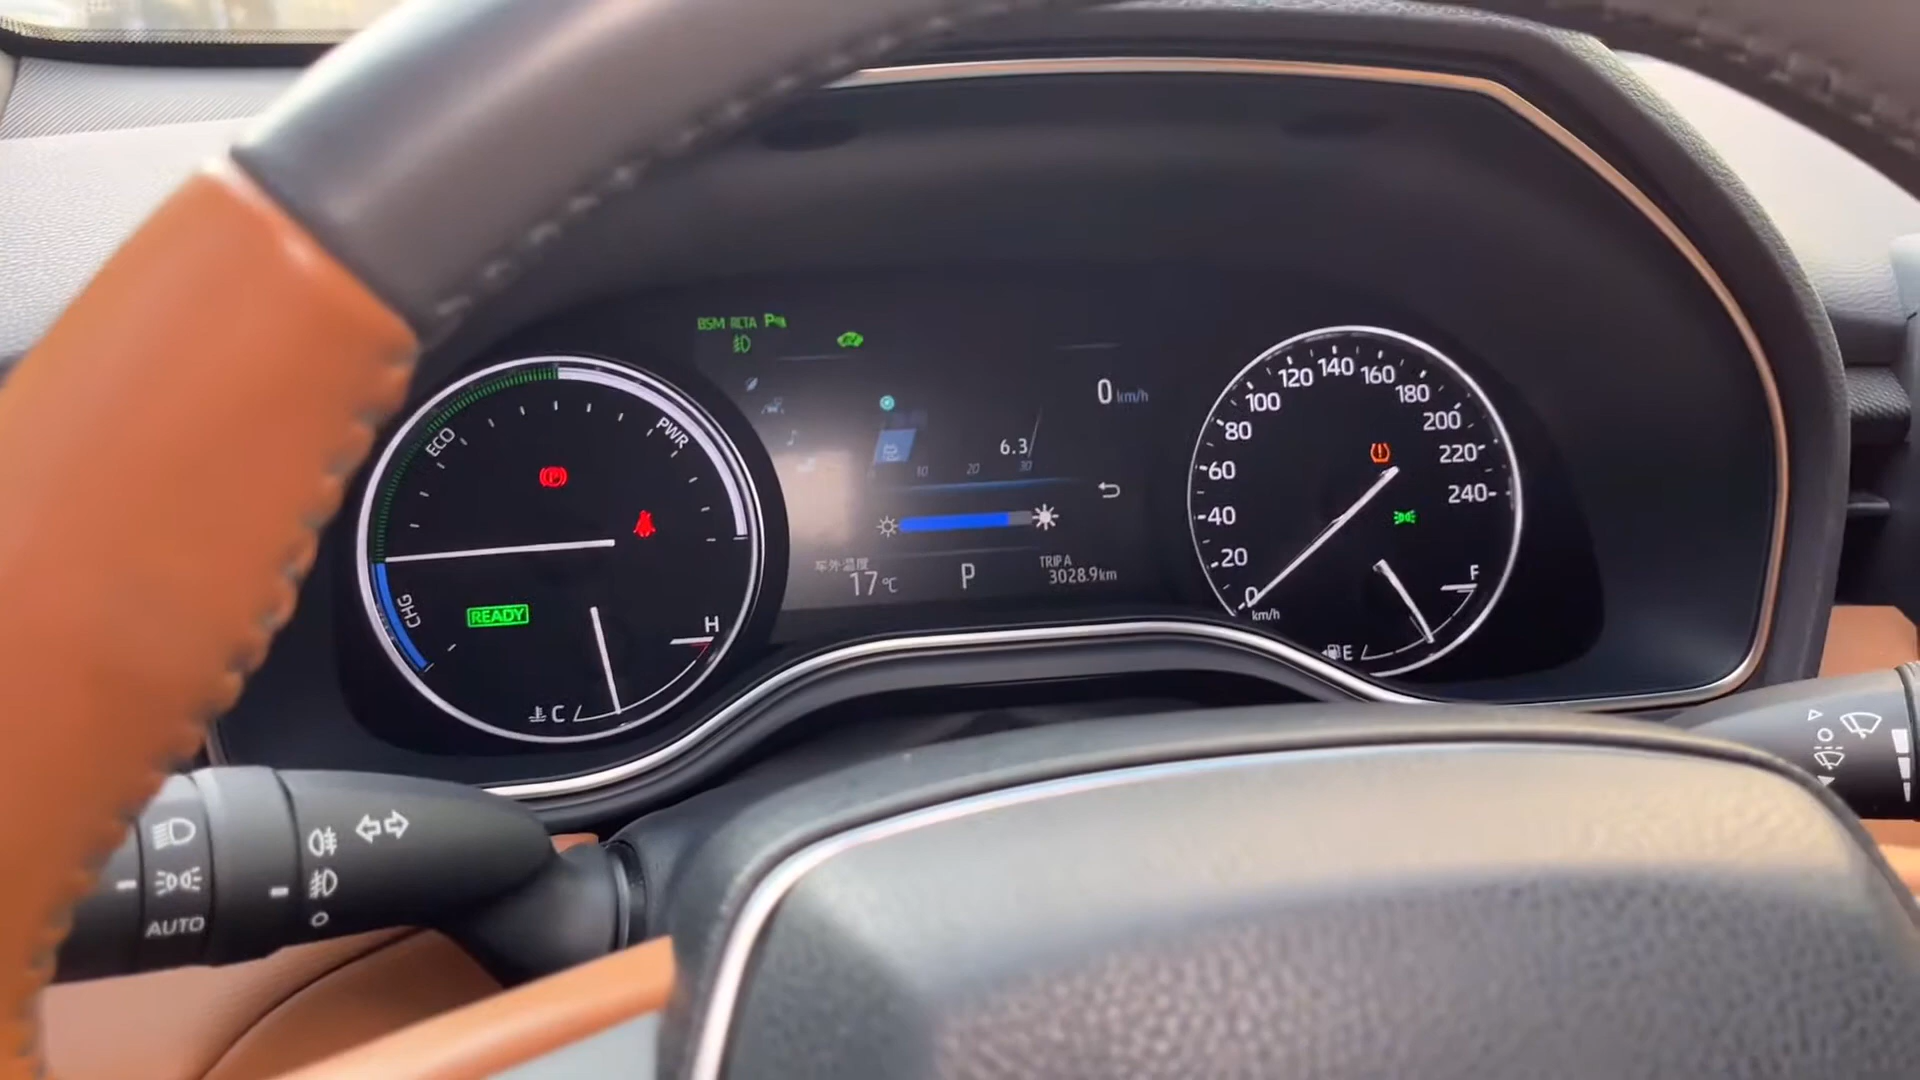 BSM RCTA P
ECO
PWR
CHG
READY
H
C
0 km/h
6.3
10 20 30
车外温度
17℃
P
TRIP A
3028.9km
0
20
40
60
80
100
120
140
160
180
200
220
240
km/h
F
E
AUTO